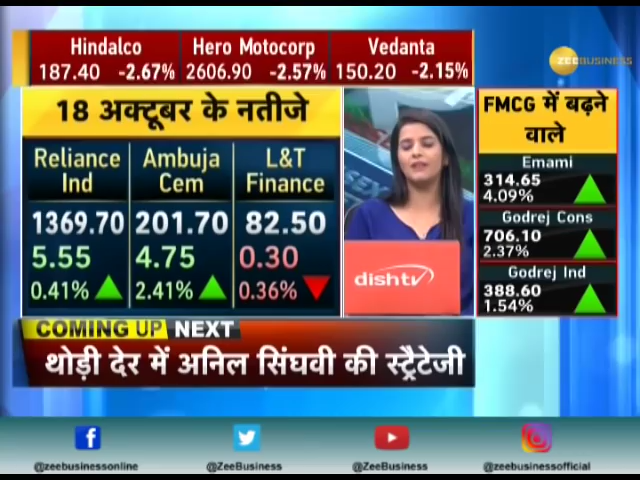 Hindalco
187.40 -2.67%
Hero Motocorp
2606.90 -2.57%
Vedanta
150.20 -2.15%
ZEEBUSINESS
18 अक्टूबर के नतीजे
Reliance
Ind
1369.70
5.55
0.41%
Ambuja
Cem
201.70
4.75
2.41%
L&T
Finance
82.50
0.30
0.36%
dishtv
FMCG में बढ़ने
वाले
Emami
314.65
4.09%
Godrej Cons
706.10
2.37%
Godrej Ind
388.60
1.54%
COMING UP NEXT
थोड़ी देर में अनिल सिंघवी की स्ट्रैटेजी
@zeebusinessonline
@ZeeBusiness
@ZeeBusiness
@zeebusinessofficial